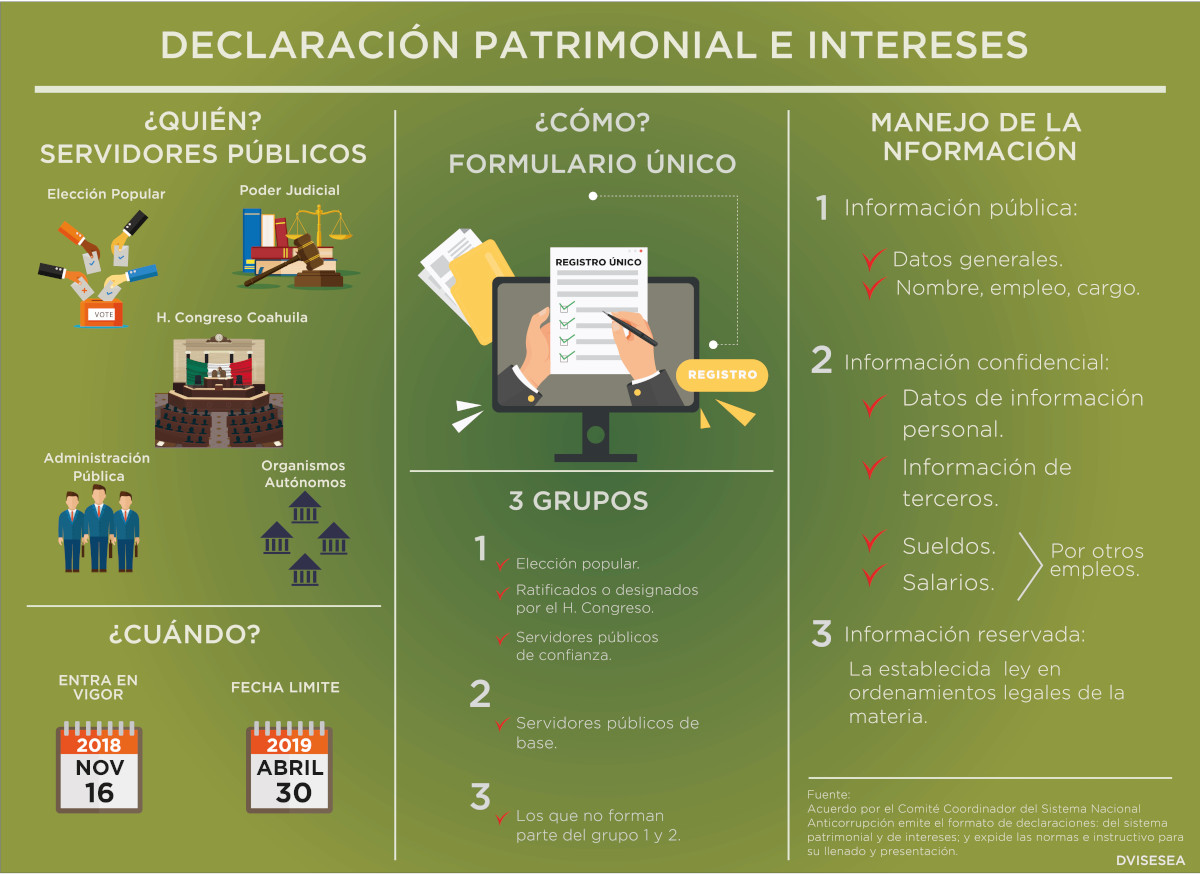 DECLARACIÓN PATRIMONIAL E INTERESES
¿QUIÉN?
SERVIDORES PÚBLICOS
Elección Popular
Poder Judicial
VOTE
H. Congreso Coahuila
Administración
Pública
Organismos
Autónomos
¿CUÁNDO?
ENTRA EN
VIGOR
2018
NOV
16
FECHA LIMITE
2019
ABRIL
30
¿CÓMO?
FORMULARIO ÚNICO
REGISTRO ÚNICO
REGISTRO
3 GRUPOS
1
Elección popular.
Ratificados o designados
por el H. Congreso.
Servidores públicos
de confianza.
2
Servidores públicos de
base.
3
Los que no forman
parte del grupo 1 y 2.
MANEJO DE LA
NFORMACIÓN
1 Información pública:
Datos generales.
Nombre, empleo, cargo.
2 Información confidencial:
Datos de información
personal.
Información de
terceros.
Sueldos.
Salarios.
Por otros
empleos.
3 Información reservada:
La establecida ley en
ordenamientos legales de la
materia.
Fuente:
Acuerdo por el Comité Coordinador del Sistema Nacional
Anticorrupción emite el formato de declaraciones: del sistema
patrimonial y de intereses; y expide las normas e instructivo para
su llenado y presentación.
DVISESEA